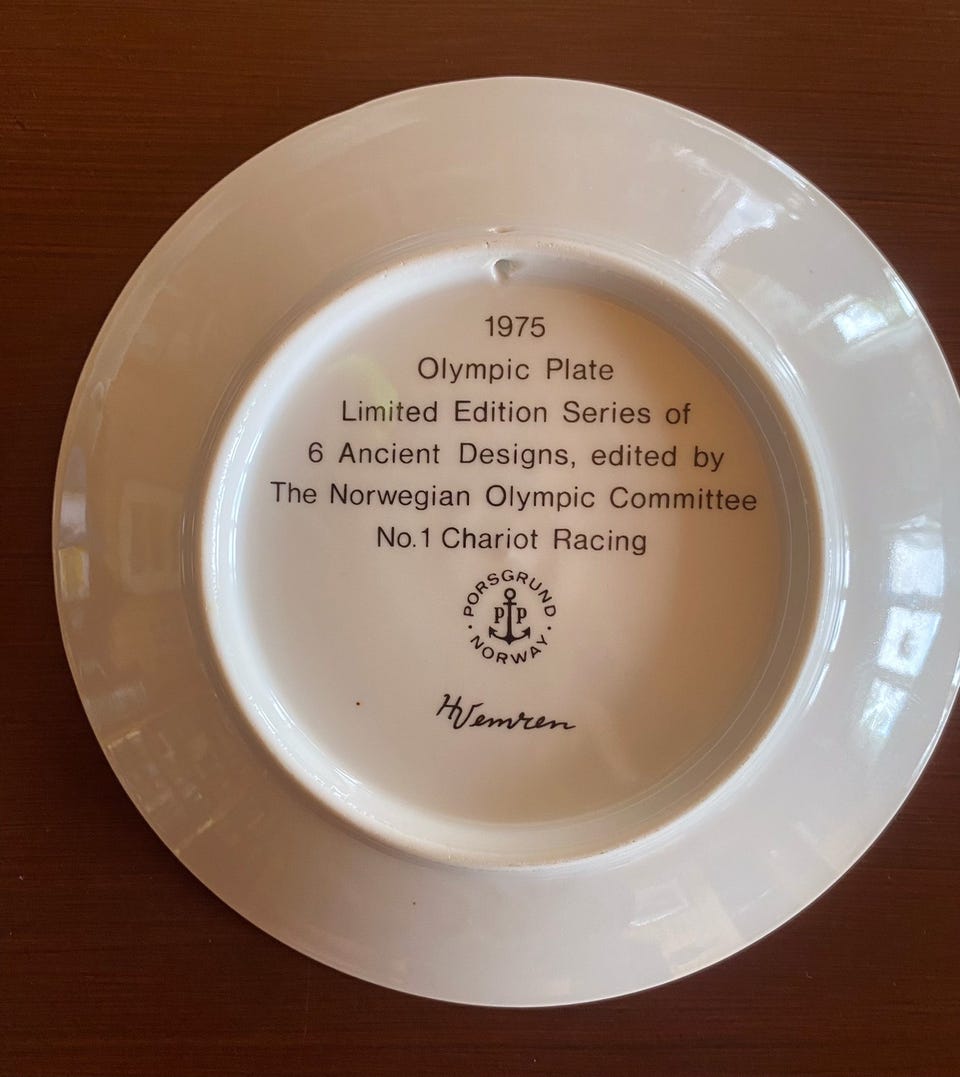 1975
Olympic Plate
Limited Edition Series of
6 Ancient Designs, edited by
The Norwegian Olympic Committee
No.1 Chariot Racing
PORSGRUND
PP
NORWAY
HVemren